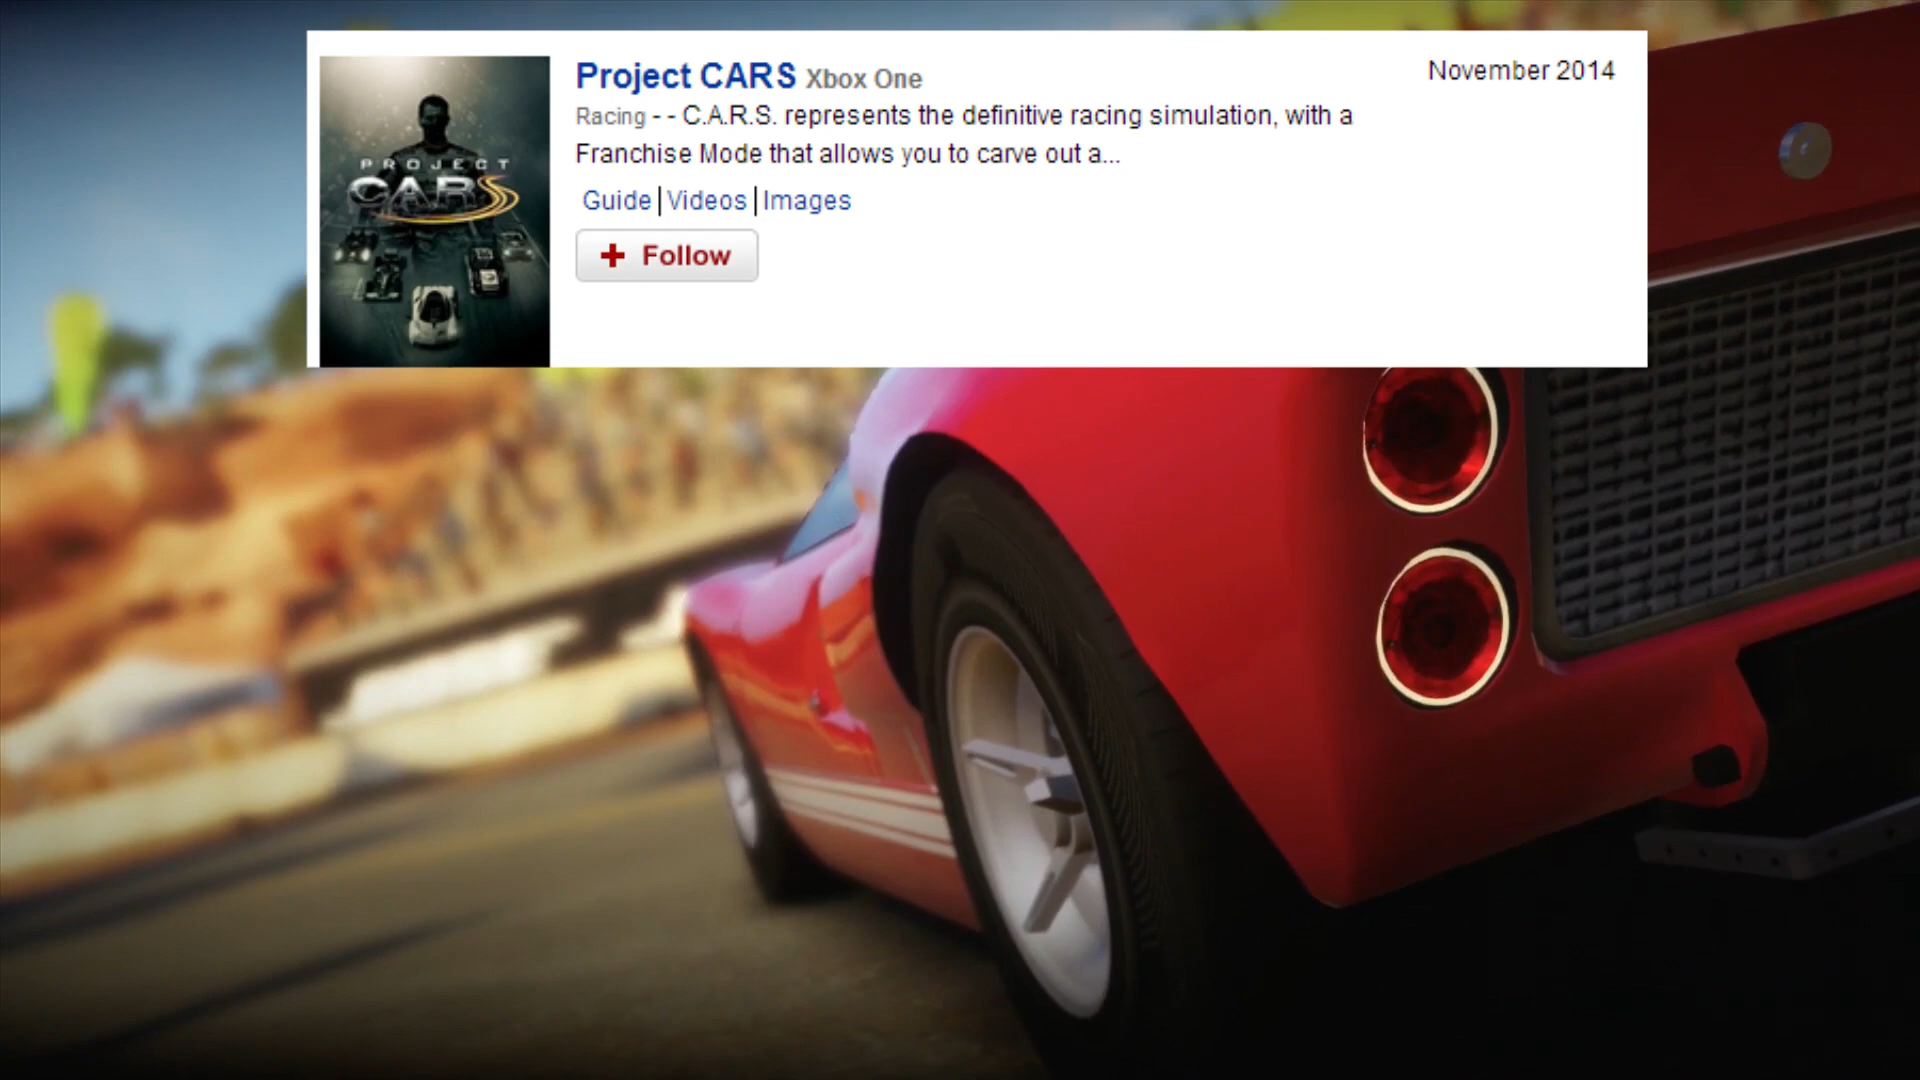 Project CARS Xbox One
November 2014
Racing - - C.A.R.S. represents the definitive racing simulation, with a
Franchise Mode that allows you to carve out a...
Guide | Videos | Images
+ Follow
PROJECT
CARS